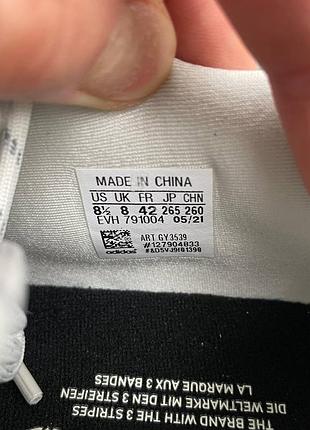 MADE IN CHINA
US UK FR JP CHN
8½ 8 42 265 260
EVH 791004 05/21
ART GY3539
#127904833
adidas
THE BRAND WITH THE 3 STRIPES
DIE WELTMARKE MIT DEN 3 STREIFEN
LA MARQUE AUX 3 BANDES